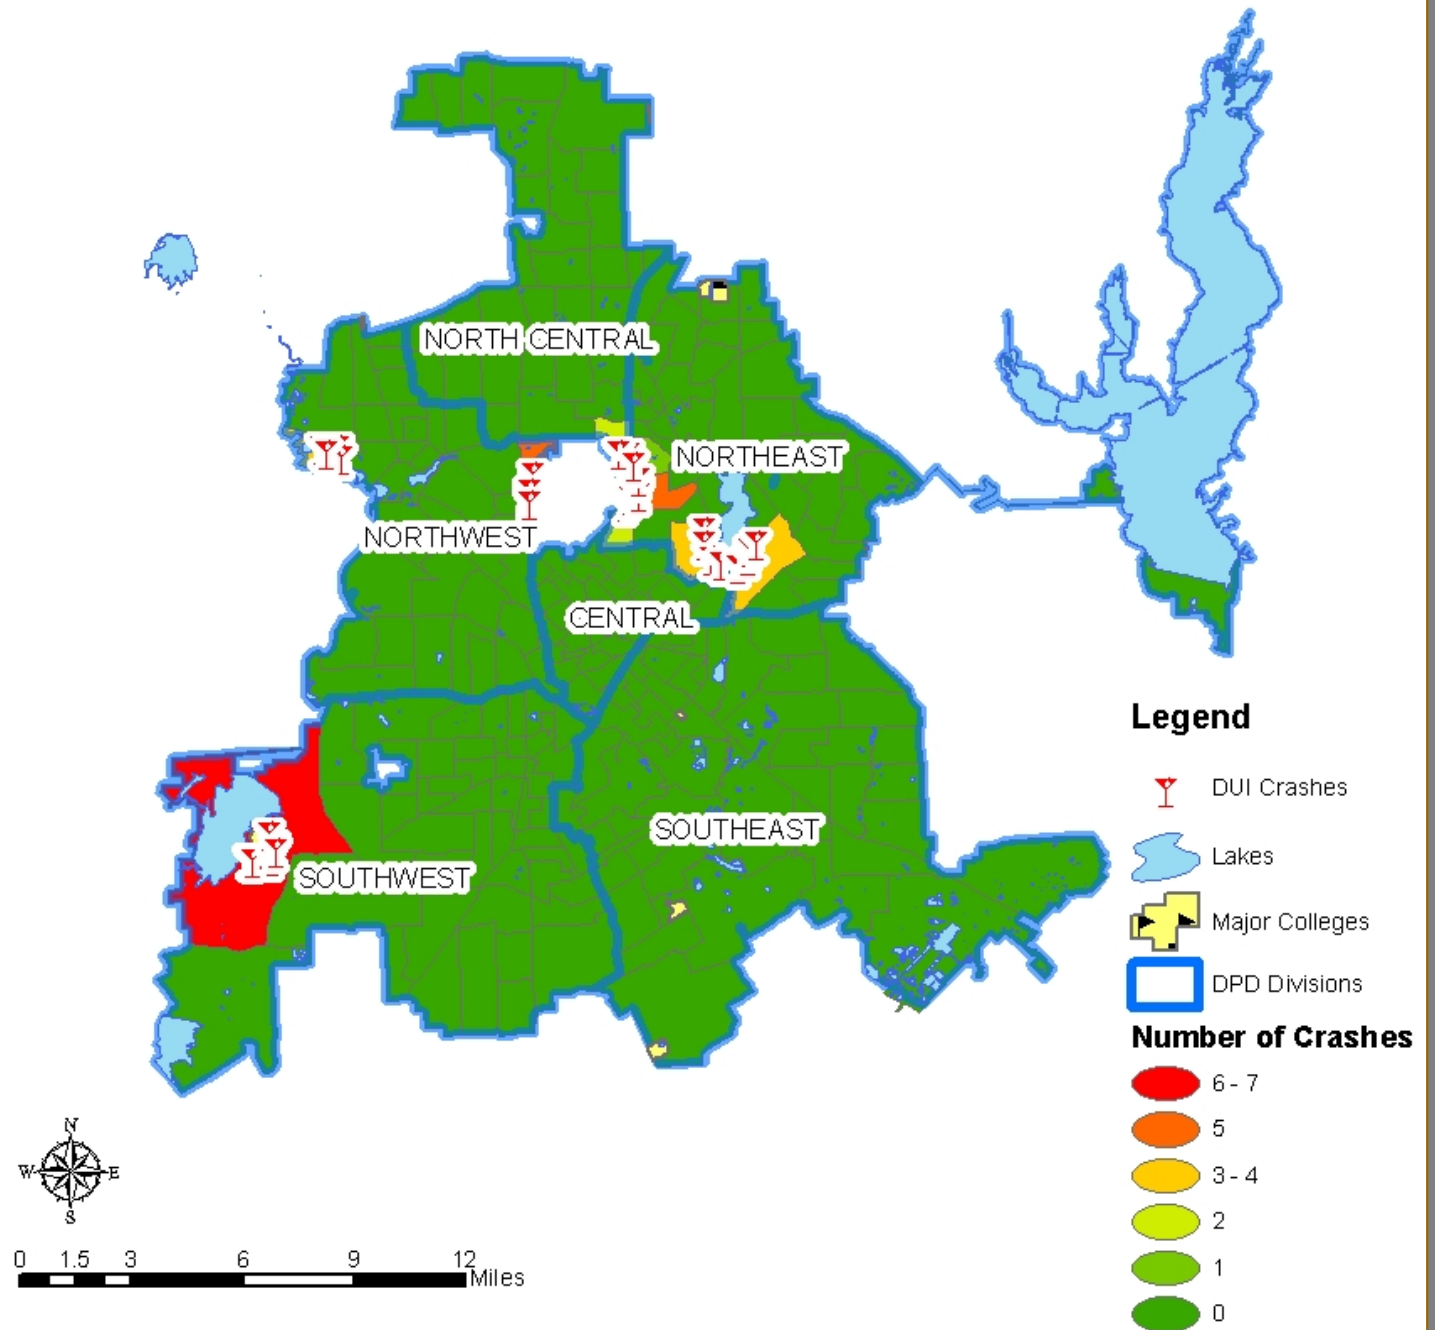 NORTH CENTRAL
NORTHEAST
NORTHWEST
CENTRAL
SOUTHEAST
SOUTHWEST
Legend
DUI Crashes
Lakes
Major Colleges
DPD Divisions
Number of Crashes
6 - 7
5
3 - 4
2
1
0
N
W E
S
0 1.5 3 6 9 12
Miles